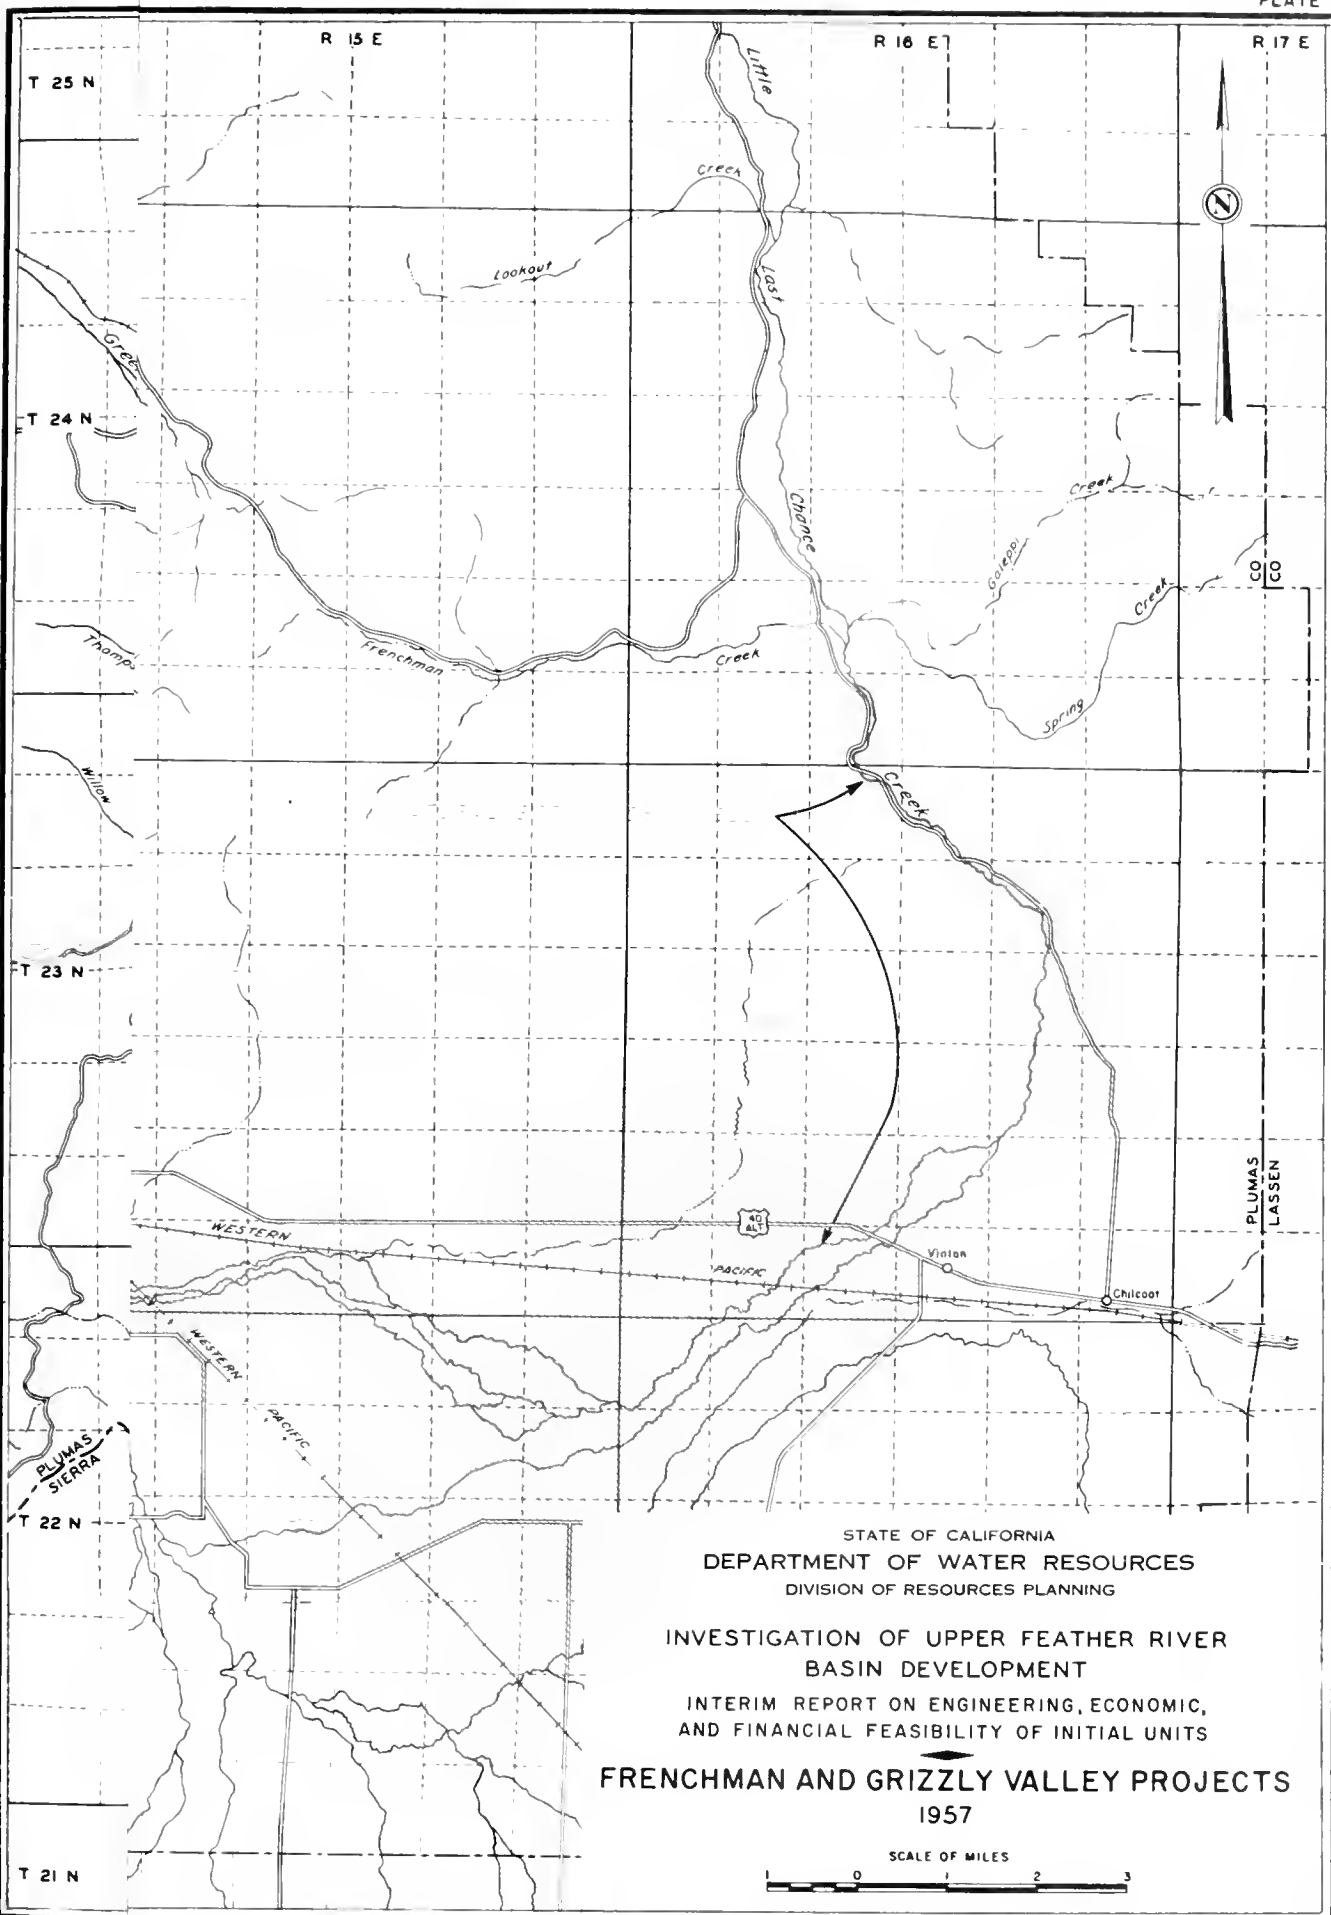 PLATE
R 15 E
R 16 E
R 17 E
T 25 N
Little
Creek
Lookout
Last
Gree
T 24 N
Chance
Creek
Galeppi
Creek
CO
CO
Thomp
Frenchman
Creek
Spring
Willow
Creek
T 23 N
PLUMAS
LASSEN
40
ALT
WESTERN
PACIFIC
Vinton
Chilcoot
WESTERN
PACIFIC
PLUMAS
SIERRA
T 22 N
STATE OF CALIFORNIA
DEPARTMENT OF WATER RESOURCES
DIVISION OF RESOURCES PLANNING
INVESTIGATION OF UPPER FEATHER RIVER
BASIN DEVELOPMENT
INTERIM REPORT ON ENGINEERING, ECONOMIC,
AND FINANCIAL FEASIBILITY OF INITIAL UNITS
FRENCHMAN AND GRIZZLY VALLEY PROJECTS
1957
SCALE OF MILES
1 0 1 2 3
T 21 N
N